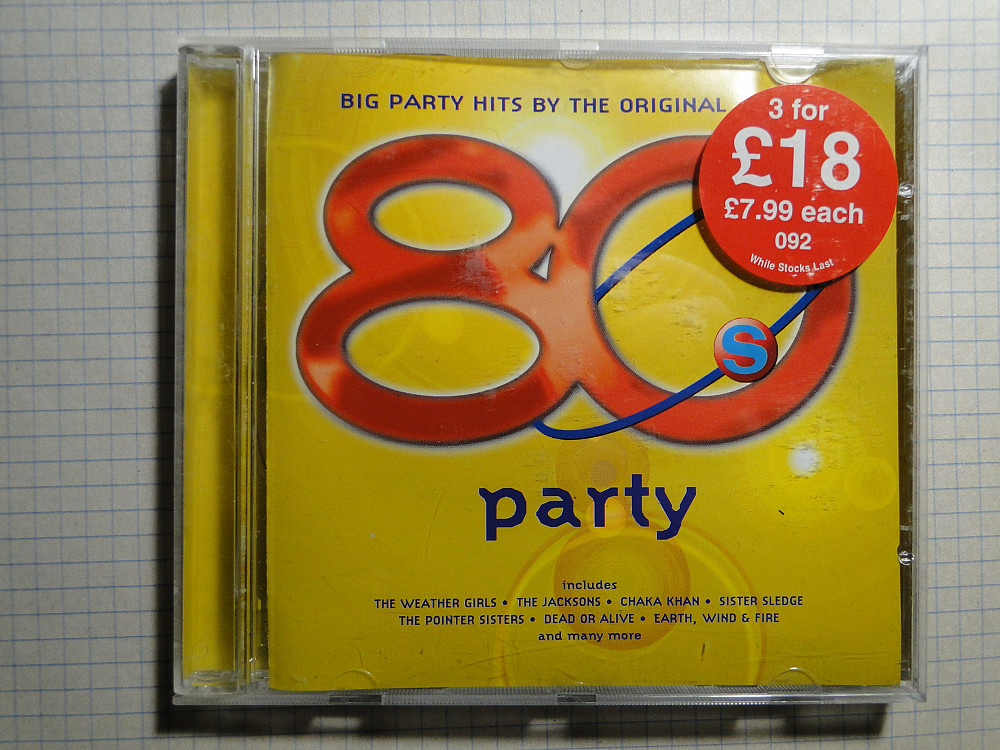 BIG PARTY HITS BY THE ORIGINAL
3 for
£18
£7.99 each
092
While Stocks Last
80
s
party
includes
THE WEATHER GIRLS • THE JACKSONS • CHAKA KHAN • SISTER SLEDGE
THE POINTER SISTERS • DEAD OR ALIVE • EARTH, WIND & FIRE
and many more